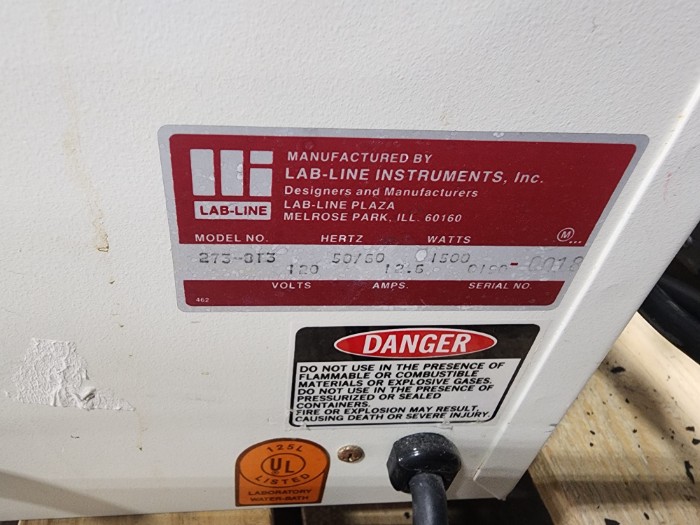 LAB-LINE
MANUFACTURED BY
LAB-LINE INSTRUMENTS, Inc.
Designers and Manufacturers
LAB-LINE PLAZA
MELROSE PARK, ILL. 60160
MODEL NO. HERTZ WATTS
M
50/60 1500
120 12.5 -0018
VOLTS AMPS. SERIAL NO
462
DANGER
DO NOT USE IN THE PRESENCE OF
FLAMMABLE OR COMBUSTIBLE
MATERIALS OR EXPLOSIVE GASES.
DO NOT USE IN THE PRESENCE OF
PRESSURIZED OR SEALED
CONTAINERS.
FIRE OR EXPLOSION MAY RESULT
CAUSING DEATH OR SEVERE INJURY.
125L
UL
LISTED
LABORATORY
WATER-BATH